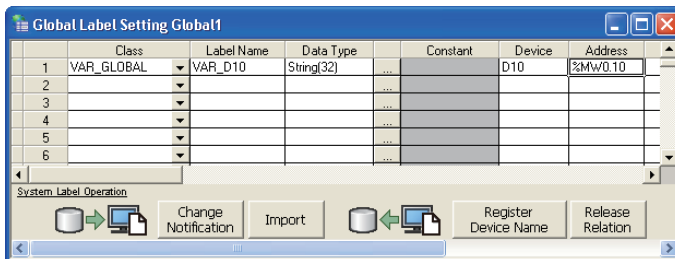 Global Label Setting Global1
Class Label Name Data Type Constant Device Address
1 VAR_GLOBAL VAR_D10 String(32) ... D10 %MW0.10
2 ...
3 ...
4 ...
5 ...
6 ...
System Label Operation
Change Notification Import Register Device Name Release Relation